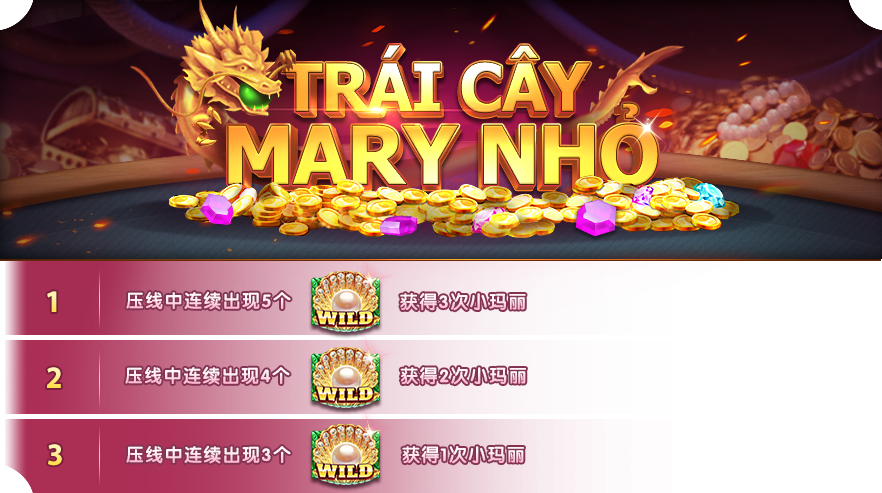 TRÁI CÂY
MARY NHỎ
1 压线中连续出现5个 WILD 获得3次小玛丽
2 压线中连续出现4个 WILD 获得2次小玛丽
3 压线中连续出现3个 WILD 获得1次小玛丽